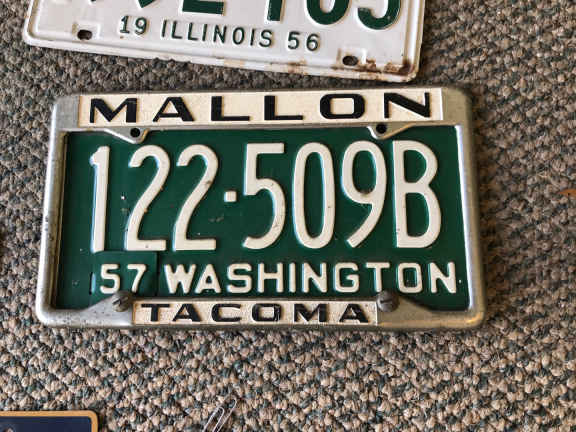 19 ILLINOIS 56
MALLON
122·509B
57 WASHINGTON
TACOMA